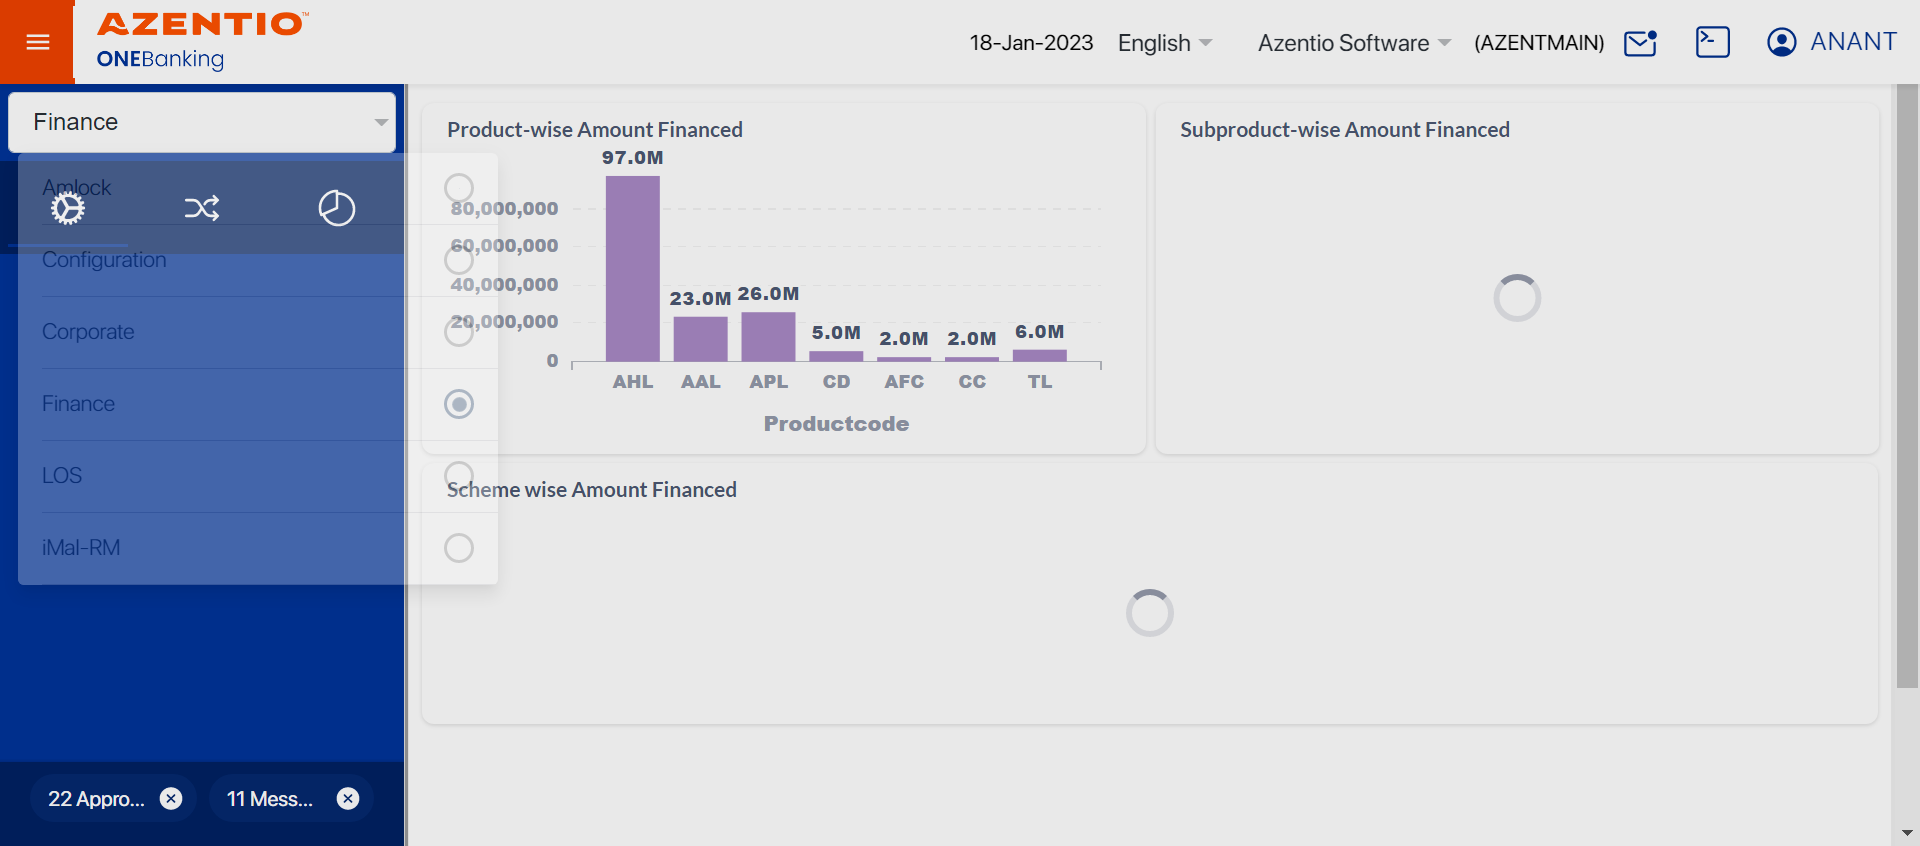 AZENTIO™
ONEBanking
18-Jan-2023
English
Azentio Software
(AZENTMAIN)
ANANT
Finance
Amlock
Configuration
Corporate
Finance
LOS
iMal-RM
22 Appro...
11 Mess...
Product-wise Amount Financed
97.0M
80,000,000
60,000,000
40,000,000
20,000,000
0
23.0M
26.0M
5.0M
2.0M
2.0M
6.0M
AHL
AAL
APL
CD
AFC
CC
TL
Productcode
Subproduct-wise Amount Financed
Scheme wise Amount Financed